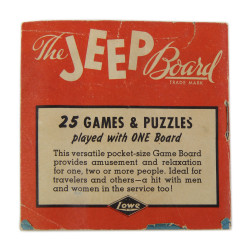 The JEEP Board
TRADE MARK
25 GAMES & PUZZLES
played with ONE Board
This versatile pocket-size Game Board
provides amusement and relaxation
for one, two or more people. Ideal for
travelers and others—a hit with men
and women in the service too!
Lowe